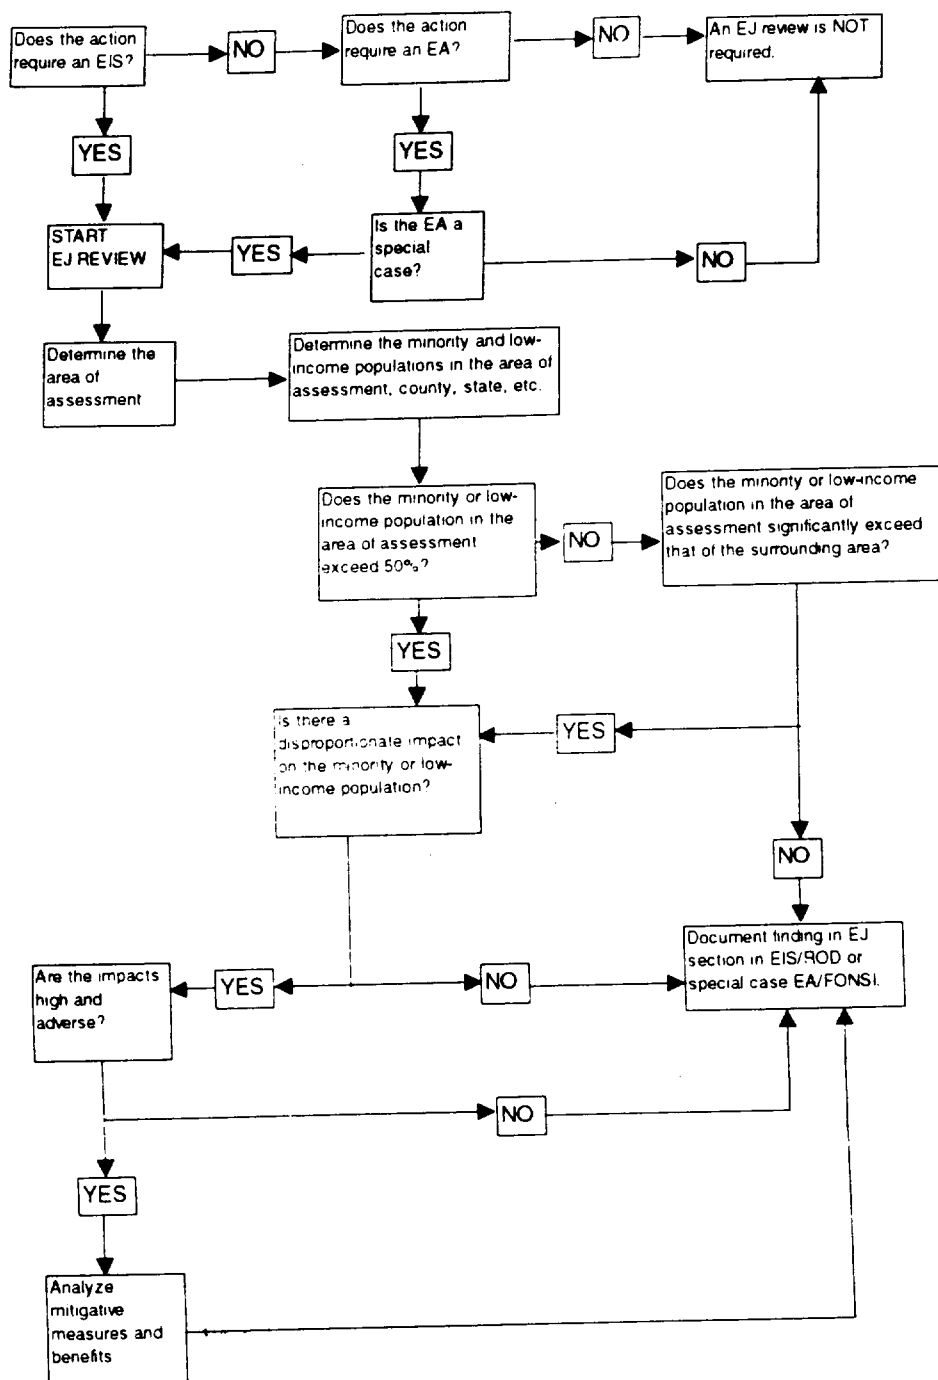 Does the action
require an EIS?
NO
Does the action
require an EA?
NO
An EJ review is NOT
required.
YES
YES
START
EJ REVIEW
YES
Is the EA a
special
case?
NO
Determine the
area of
assessment
Determine the minority and low-
income populations in the area of
assessment, county, state, etc.
Does the minority or low-
income population in the
area of assessment
exceed 50%?
NO
Does the minority or low-income
population in the area of
assessment significantly exceed
that of the surrounding area?
YES
Is there a
disproportionate impact
on the minority or low-
income population?
YES
NO
Are the impacts
high and
adverse?
YES
NO
Document finding in EJ
section in EIS/ROD or
special case EA/FONSI.
NO
YES
Analyze
mitigative
measures and
benefits